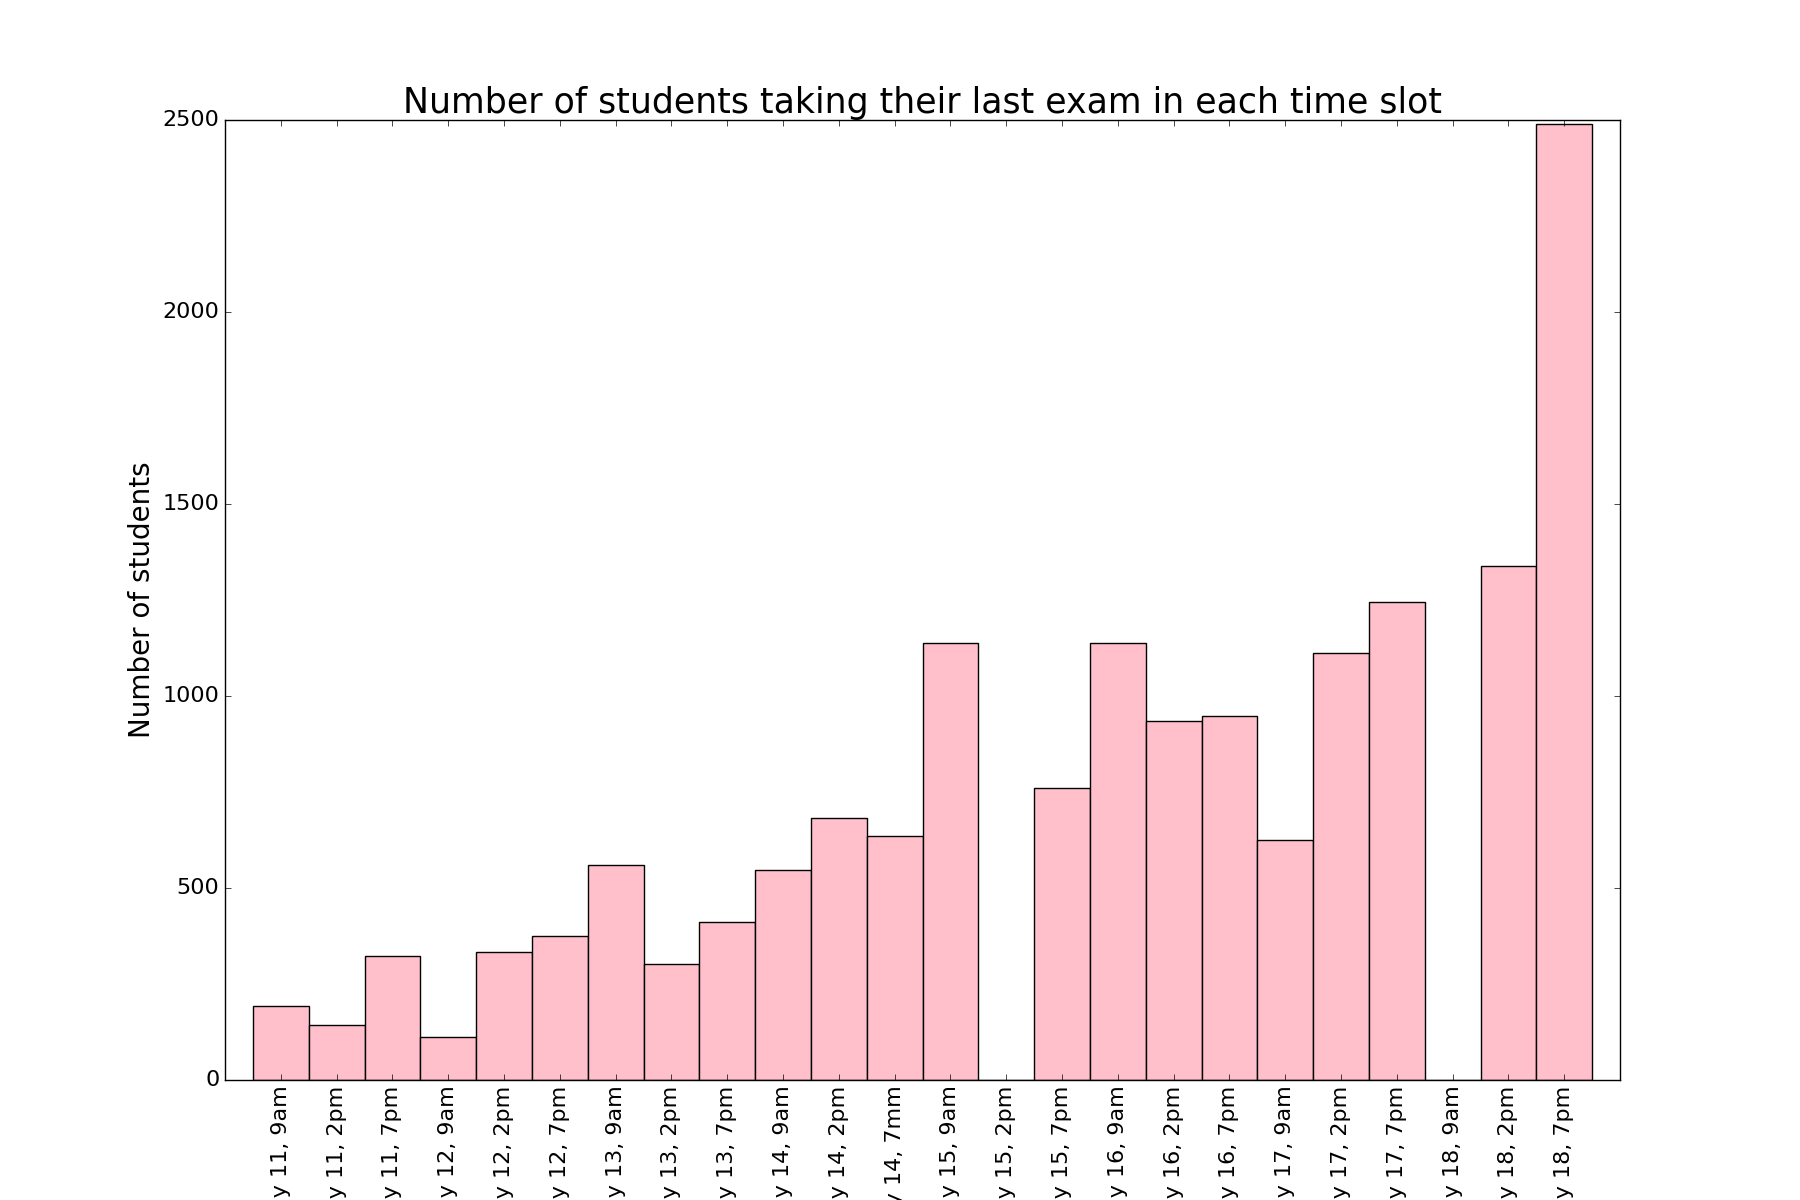 Number of students taking their last exam in each time slot
Number of students
2500
2000
1500
1000
500
0
y 11, 9am
y 11, 2pm
y 11, 7pm
y 12, 9am
y 12, 2pm
y 12, 7pm
y 13, 9am
y 13, 2pm
y 13, 7pm
y 14, 9am
y 14, 2pm
y 14, 7mm
y 15, 9am
y 15, 2pm
y 15, 7pm
y 16, 9am
y 16, 2pm
y 16, 7pm
y 17, 9am
y 17, 2pm
y 17, 7pm
y 18, 9am
y 18, 2pm
y 18, 7pm